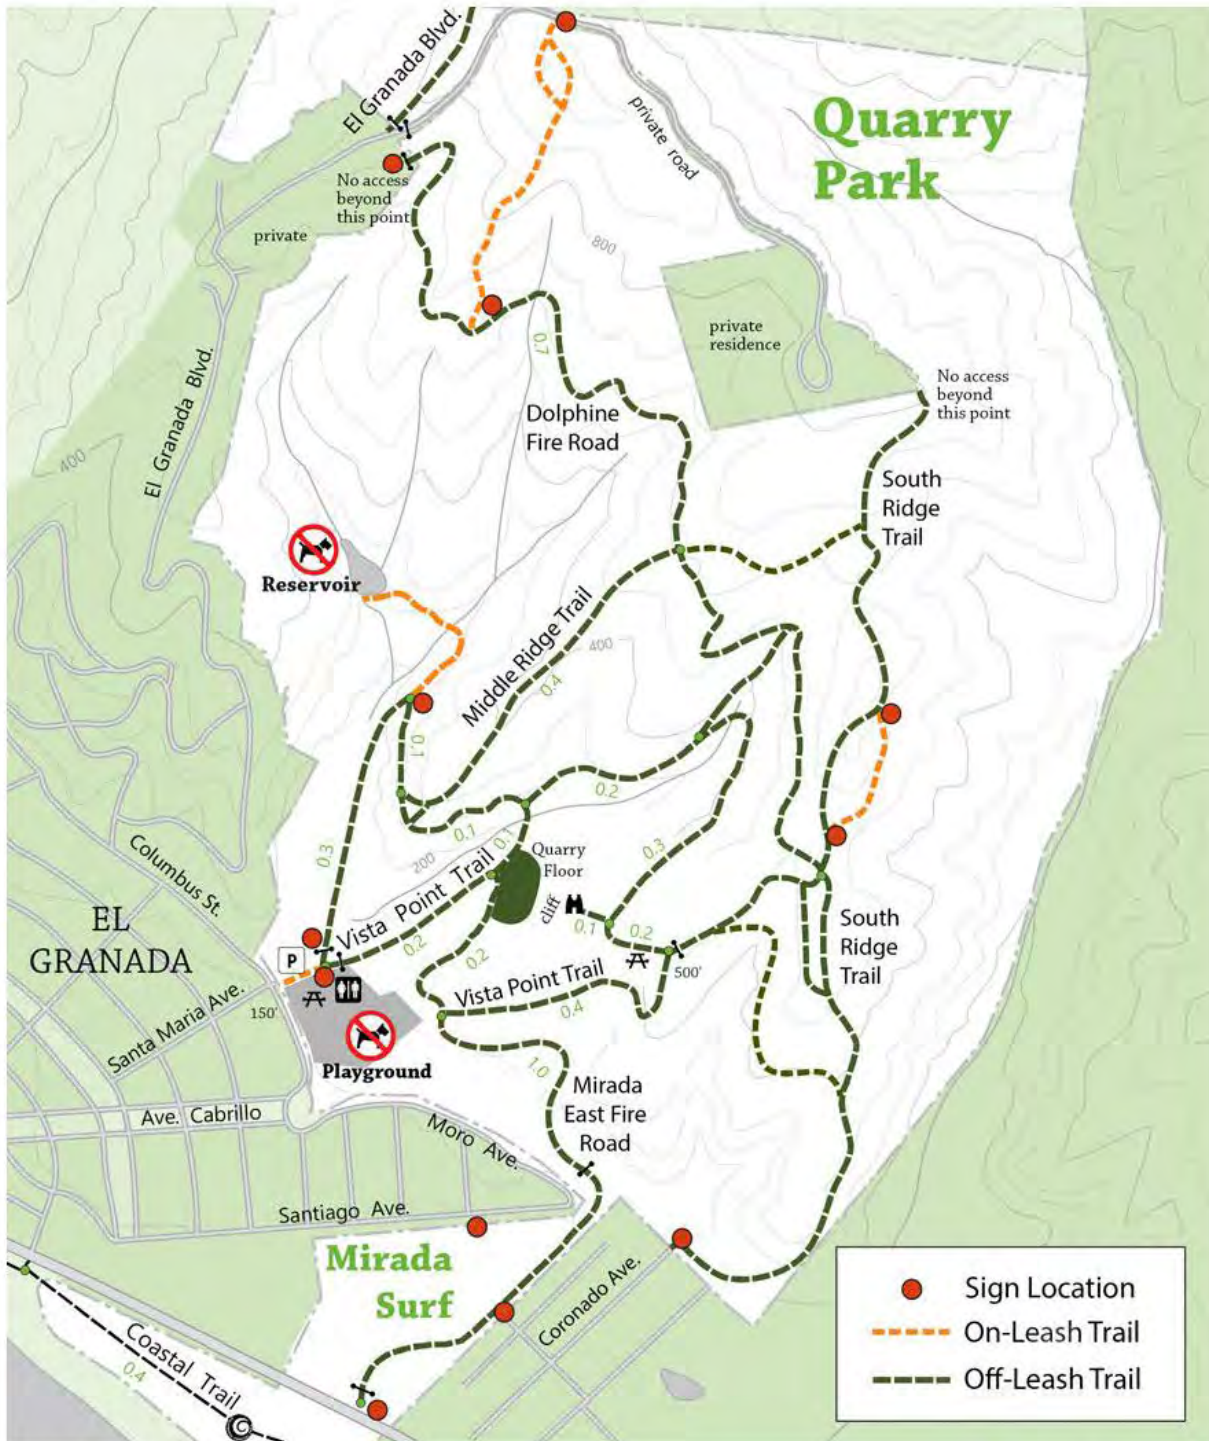 El Granada Blvd.
private road
Quarry
Park
No access
beyond
this point
private
800
private
residence
0.7
El Granada Blvd.
No access
beyond
this point
Dolphine
Fire Road
400
South
Ridge
Trail
Reservoir
Middle Ridge Trail
400
0.4
0.1
0.2
0.1
0.1
0.3
200
Quarry
Floor
0.3
Columbus St.
Vista Point Trail
cliff
EL
GRANADA
0.1
0.2
South
Ridge
Trail
P
0.2
0.2
500'
Vista Point Trail
Santa Maria Ave.
150'
0.4
Playground
1.0
Mirada
East Fire
Road
Ave. Cabrillo
Moro Ave.
Santiago Ave.
Mirada
Surf
Coronado Ave.
Coastal Trail
0.4
C
Sign Location
On-Leash Trail
Off-Leash Trail